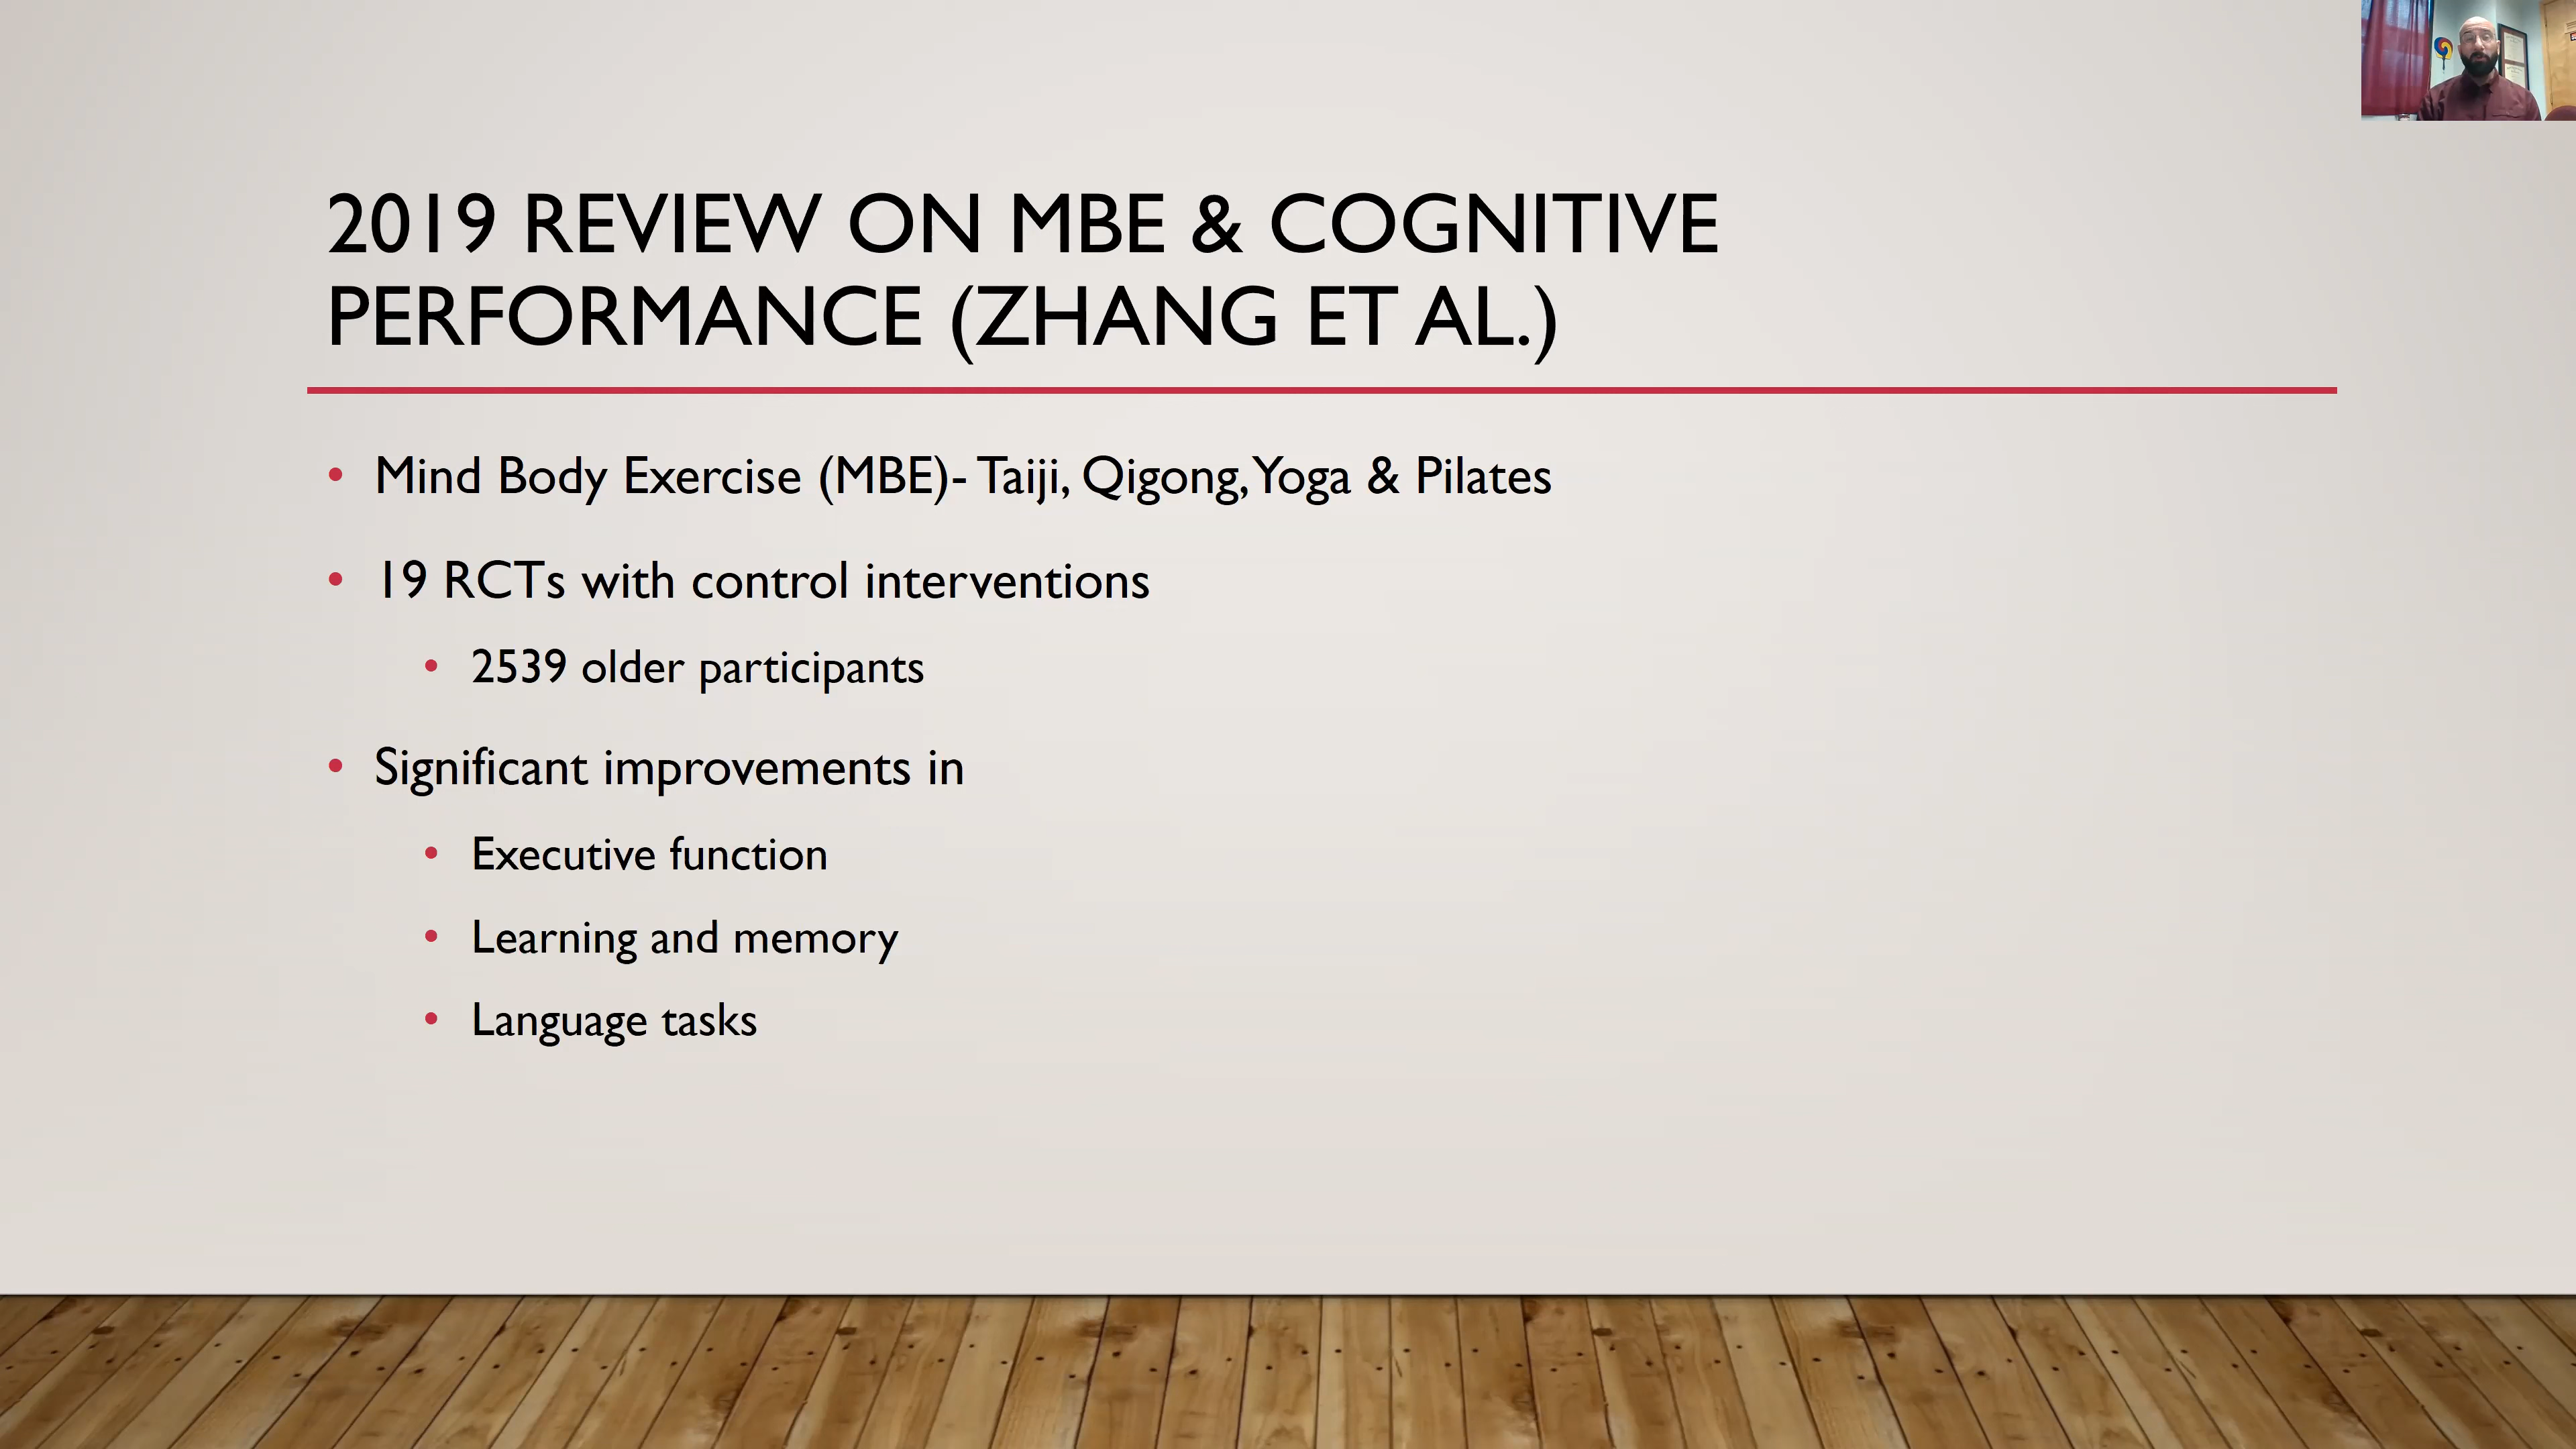 2019 REVIEW ON MBE & COGNITIVE
PERFORMANCE (ZHANG ET AL.)
• Mind Body Exercise (MBE)- Taiji, Qigong, Yoga & Pilates
• 19 RCTs with control interventions
• 2539 older participants
• Significant improvements in
• Executive function
• Learning and memory
• Language tasks